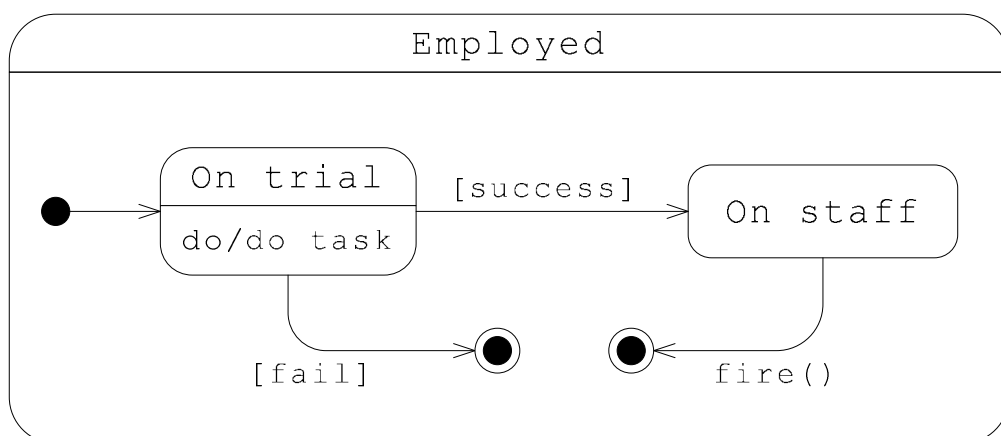 Employed
On trial
do/do task
[success]
On staff
[fail]
fire()